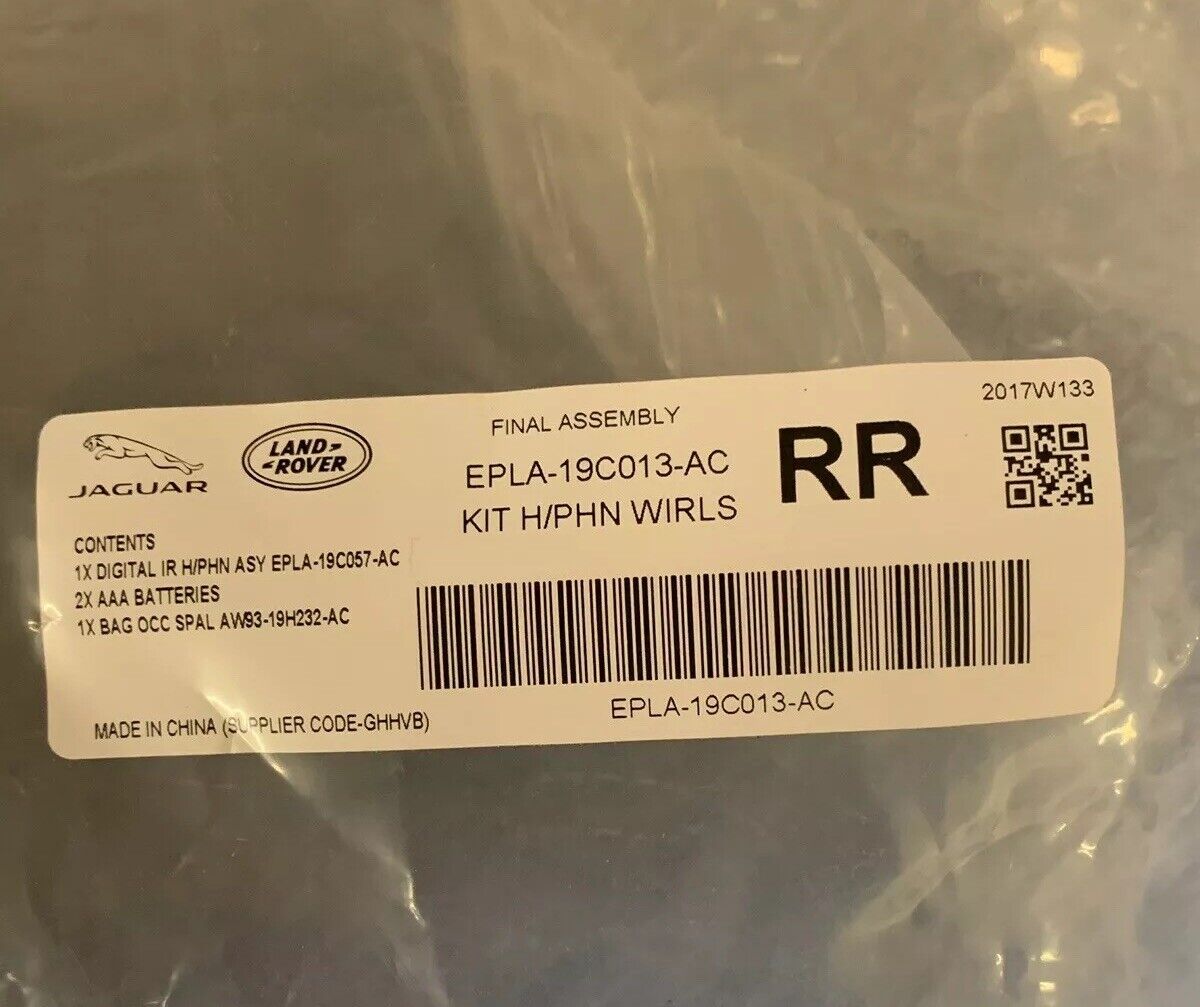 2017W133
FINAL ASSEMBLY
JAGUAR
LAND-
-ROVER
EPLA-19C013-AC
RR
KIT H/PHN WIRLS
CONTENTS
1X DIGITAL IR H/PHN ASY EPLA-19C057-AC
2X AAA BATTERIES
1X BAG OCC SPAL AW93-19H232-AC
EPLA-19C013-AC
MADE IN CHINA (SUPPLIER CODE-GHHVB)